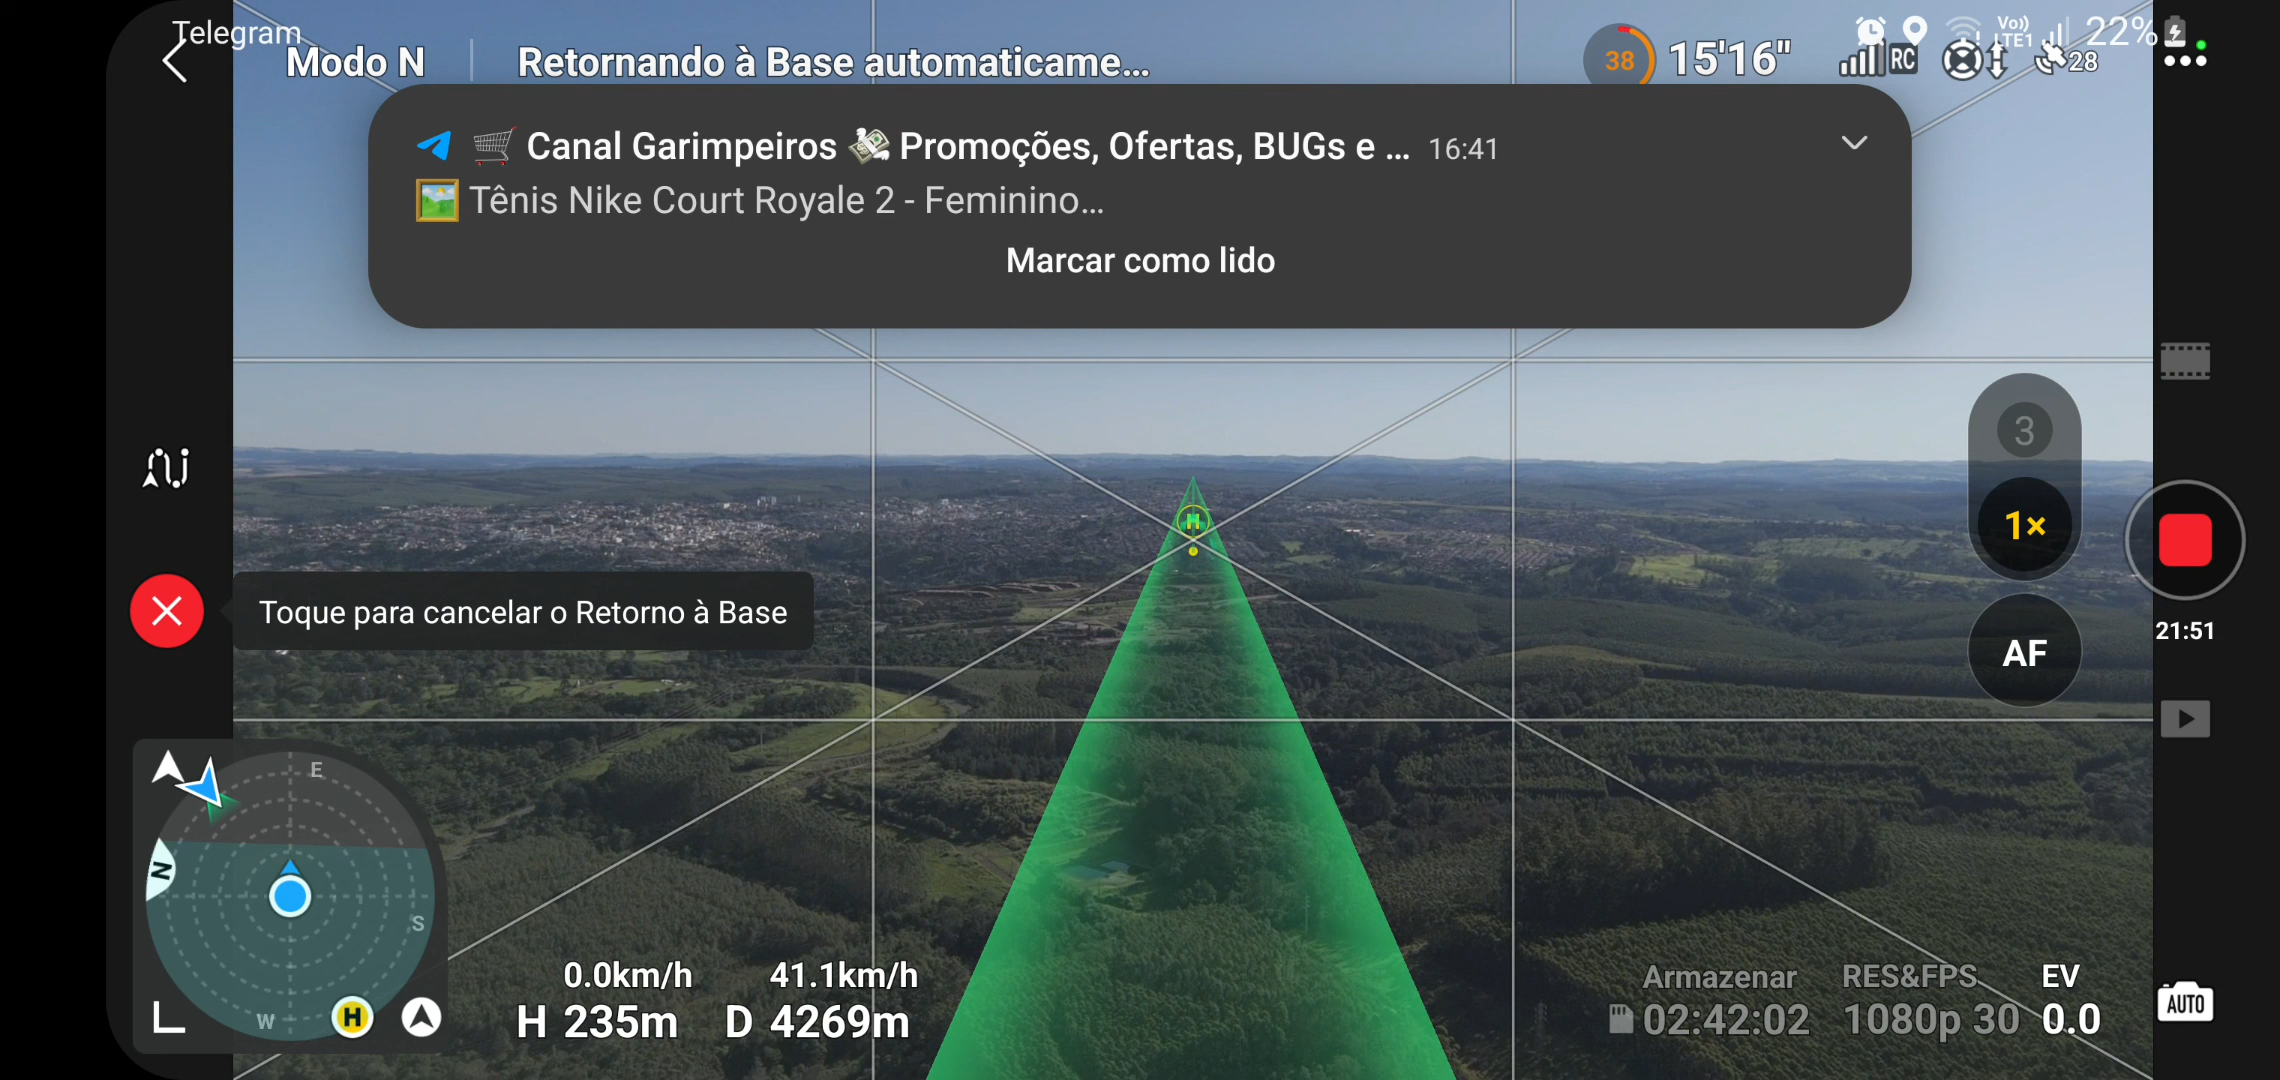 Telegram
22%
Vo))
LTE1
Modo N
Retornando à Base automaticame...
38
15'16"
RC
28
Canal Garimpeiros 💸 Promoções, Ofertas, BUGs e ... 16:41
Tênis Nike Court Royale 2 - Feminino...
Marcar como lido
3
1×
H
Toque para cancelar o Retorno à Base
21:51
AF
E
N
S
W
H
0.0km/h 41.1km/h
H 235m D 4269m
Armazenar RES&FPS EV
02:42:02 1080p 30 0.0
AUTO